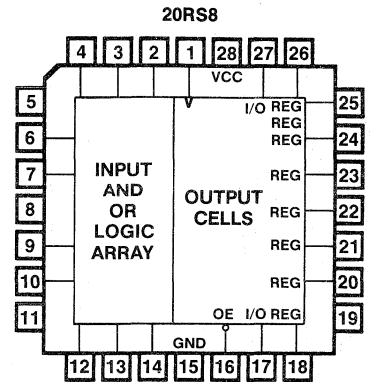 20RS8
4 3 2 1 28 27 26
VCC
5 I/O REG 25
REG
6 REG 24
7 INPUT REG 23
AND
8 OR OUTPUT REG 22
LOGIC CELLS
9 ARRAY REG 21
10 REG 20
11 OE I/O REG 19
GND
12 13 14 15 16 17 18